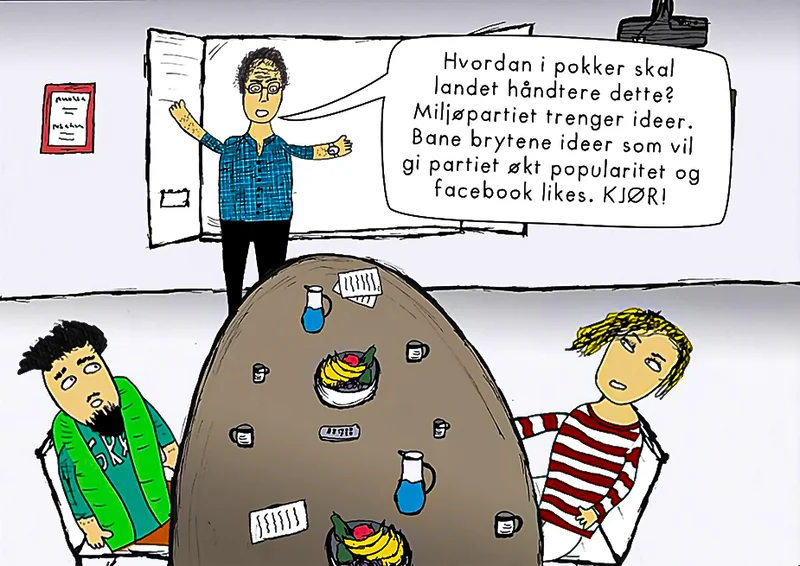 Hvordan i pokker skal
landet håndtere dette?
Miljøpartiet trenger ideer.
Bane brytene ideer som vil
gi partiet økt popularitet og
facebook likes. KJØR!